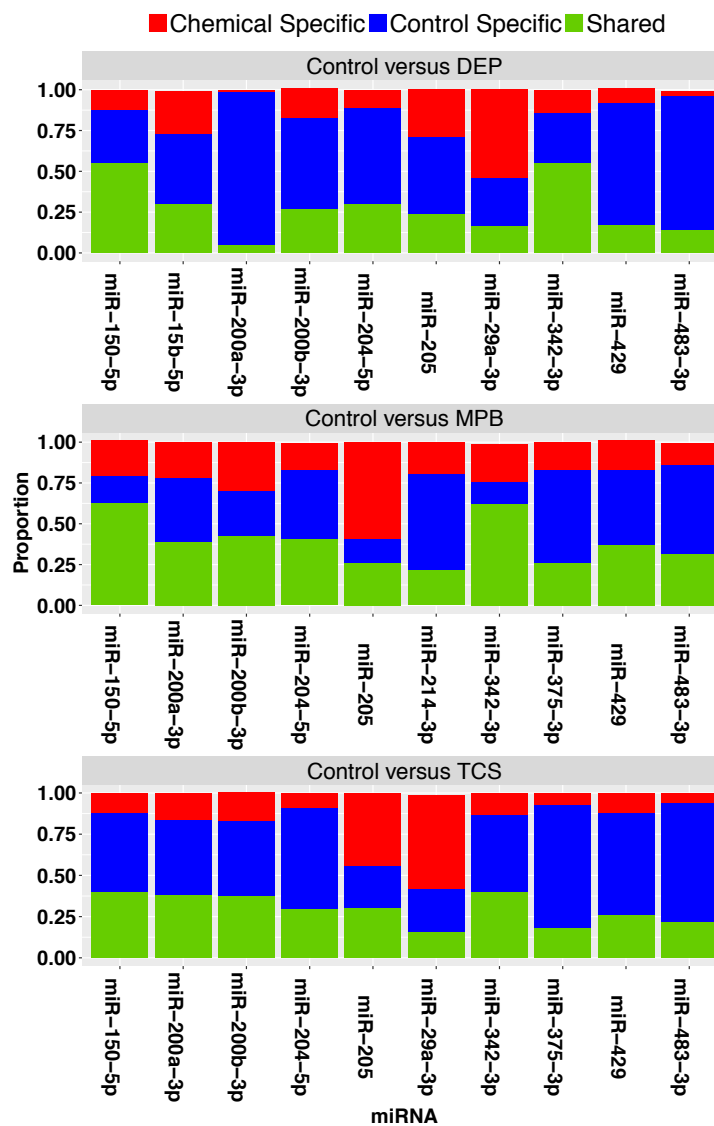 Chemical Specific Control Specific Shared
Control versus DEP
1.00
0.75
0.50
0.25
0.00
miR−150−5p
miR−15b−5p
miR−200a−3p
miR−200b−3p
miR−204−5p
miR−205
miR−29a−3p
miR−342−3p
miR−429
miR−483−3p
Control versus MPB
Proportion
1.00
0.75
0.50
0.25
0.00
miR−150−5p
miR−200a−3p
miR−200b−3p
miR−204−5p
miR−205
miR−214−3p
miR−342−3p
miR−375−3p
miR−429
miR−483−3p
Control versus TCS
1.00
0.75
0.50
0.25
0.00
miR−150−5p
miR−200a−3p
miR−200b−3p
miR−204−5p
miR−205
miR−29a−3p
miR−342−3p
miR−375−3p
miR−429
miR−483−3p
miRNA